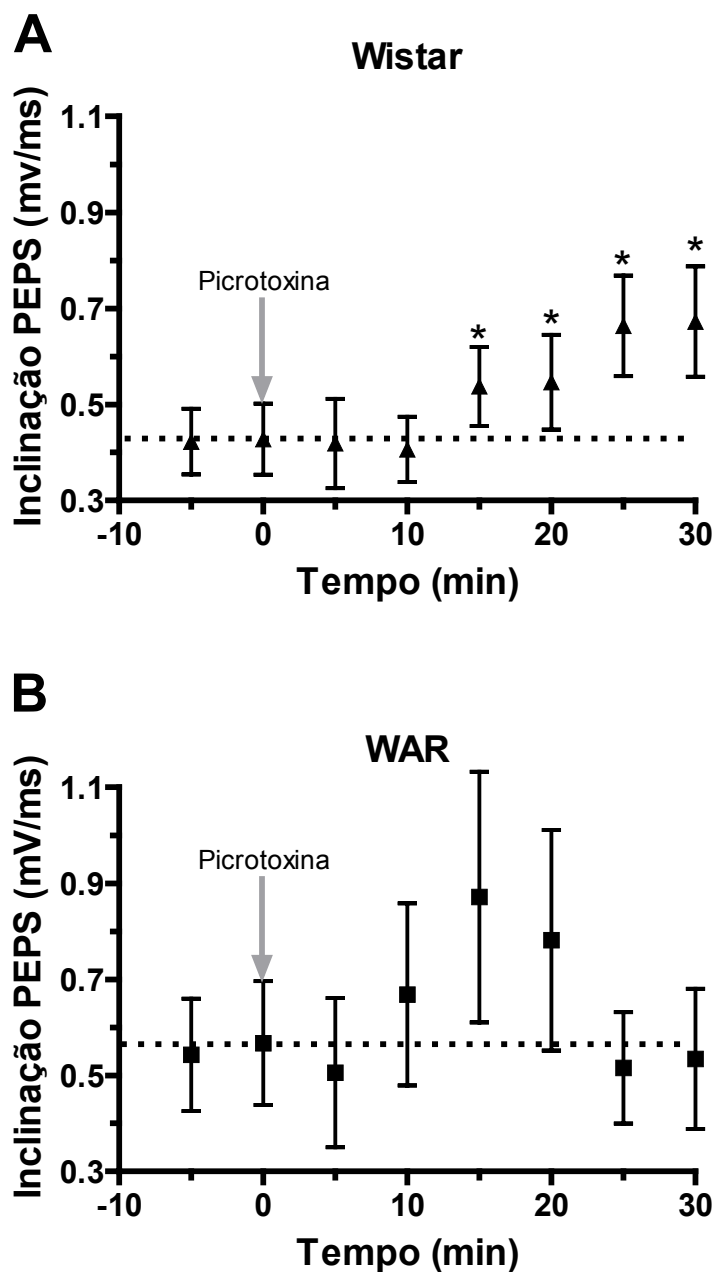 A
Wistar
Inclinação PEPS (mv/ms)
1.1
0.9
0.7
0.5
0.3
Picrotoxina
* * * *
-10 0 10 20 30
Tempo (min)
B
WAR
Inclinação PEPS (mV/ms)
1.1
0.9
0.7
0.5
0.3
Picrotoxina
-10 0 10 20 30
Tempo (min)